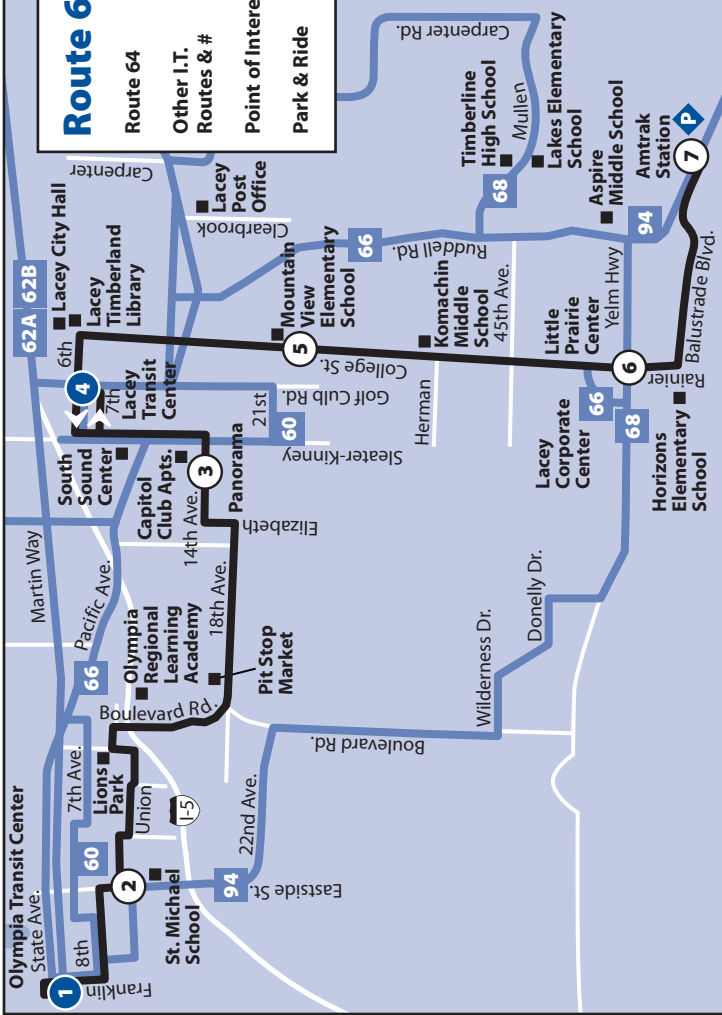 Route 6
Route 64
Other I.T.
Routes & #
Point of Intere
Park & Ride
Olympia Transit Center
State Ave.
Franklin
1
8th
60
7th Ave.
Lions
Park
2
Union
St. Michael
School
I-5
94
Eastside St.
22nd Ave.
Boulevard Rd.
66
Pacific Ave.
Martin Way
Boulevard Rd.
Olympia
Regional
Learning
Academy
Pit Stop
Market
18th Ave.
Elizabeth
14th Ave.
3
Panorama
Capitol
Club Apts.
South
Sound
Center
Sleater-Kinney
60
21st
Golf Culb Rd.
4
7th
Lacey
Transit
Center
6th
62A
62B
Lacey City Hall
Lacey
Timberland
Library
Carpenter
Lacey
Post
Office
Clearbrook
Mountain
View
Elementary
School
5
College St.
66
Ruddell Rd.
Carpenter Rd.
Timberline
High School
Mullen
68
Lakes Elementary
School
Komachin
Middle
School
45th Ave.
Herman
Aspire
Middle School
Amtrak
Station
P
7
94
Yelm Hwy
Little
Prairie
Center
6
Balustrade Blvd.
Rainier
66
68
Lacey
Corporate
Center
Horizons
Elementary
School
Donelly Dr.
Wilderness Dr.